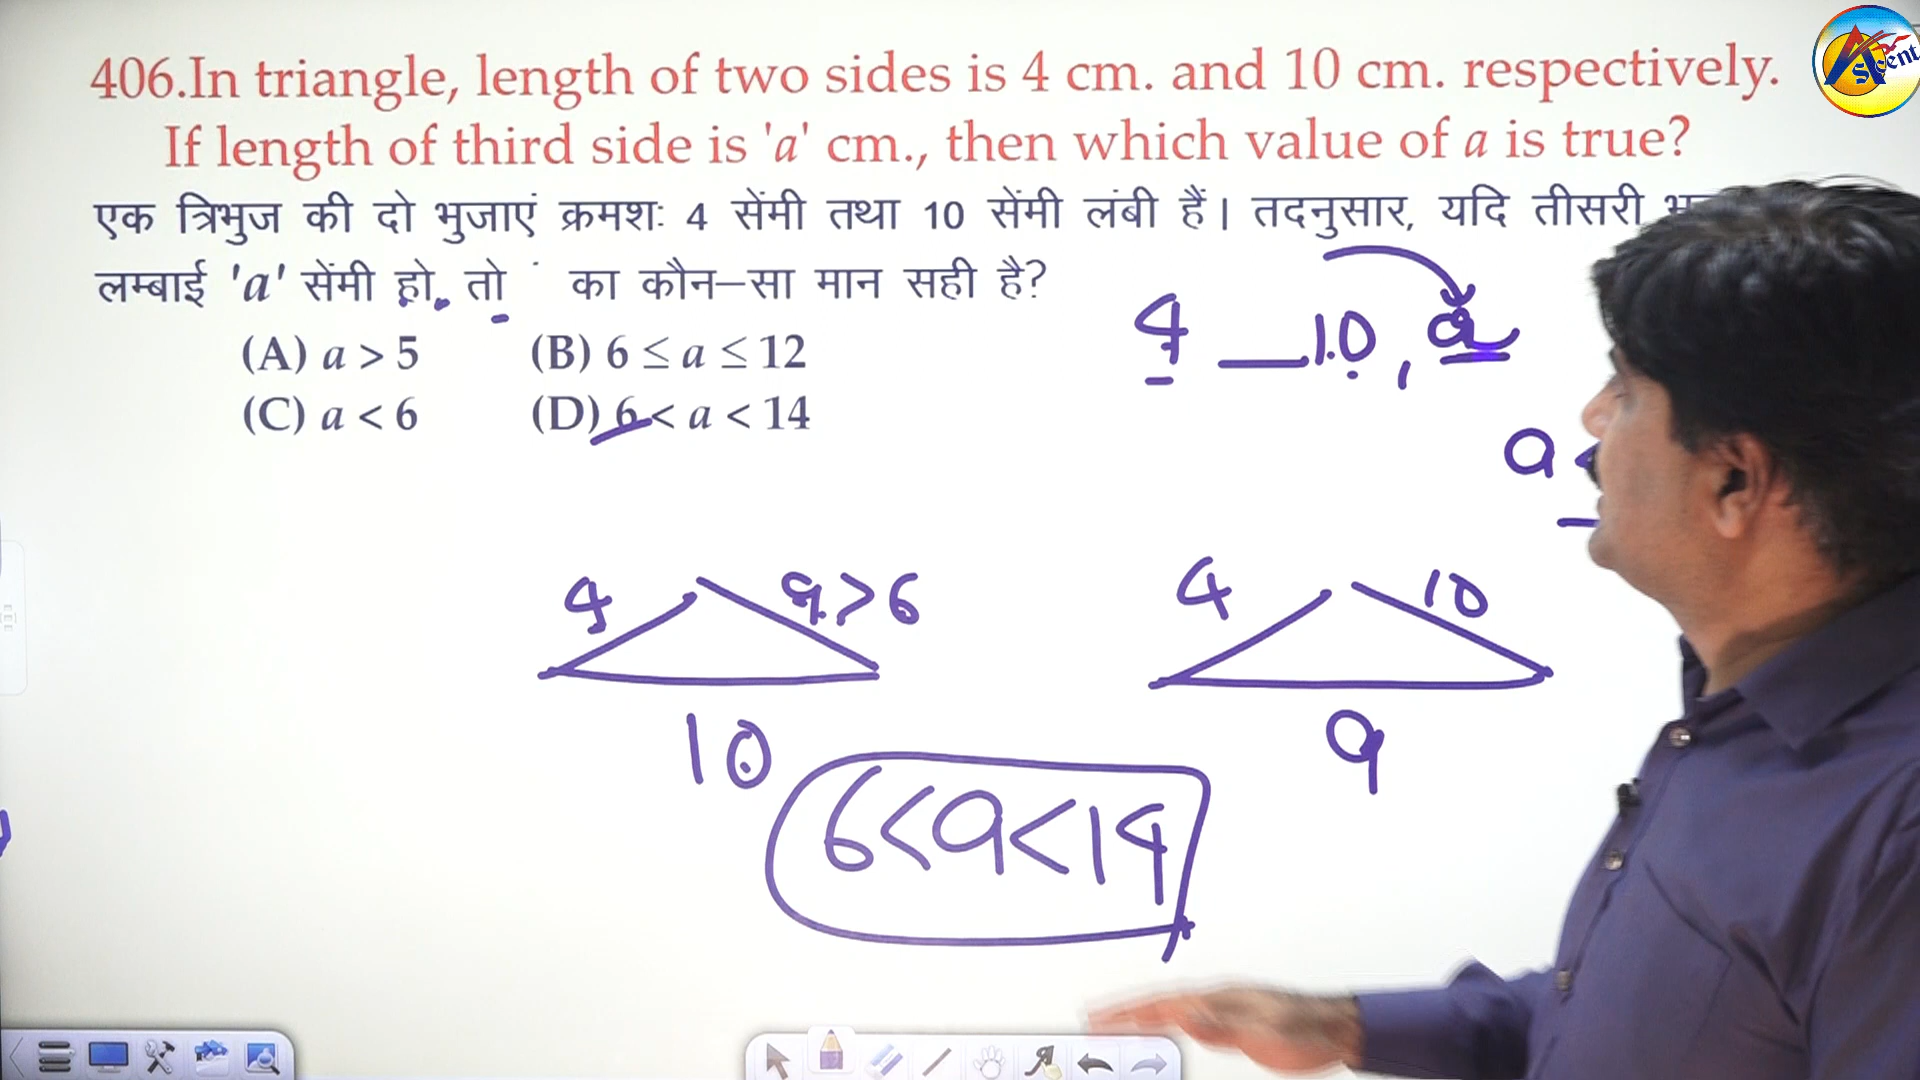 406.In triangle, length of two sides is 4 cm. and 10 cm. respectively.
If length of third side is 'a' cm., then which value of a is true?
एक त्रिभुज की दो भुजाएं क्रमशः 4 सेंमी तथा 10 सेंमी लंबी हैं। तदनुसार, यदि तीसरी
लम्बाई 'a' सेंमी हो, तो का कौन–सा मान सही है?
(A) a > 5 (B) 6 ≤ a ≤ 12
(C) a < 6 (D) 6 < a < 14
4 10, a
a <
4 a > 6
10
4 10
9
6 < a < 14
Ascent